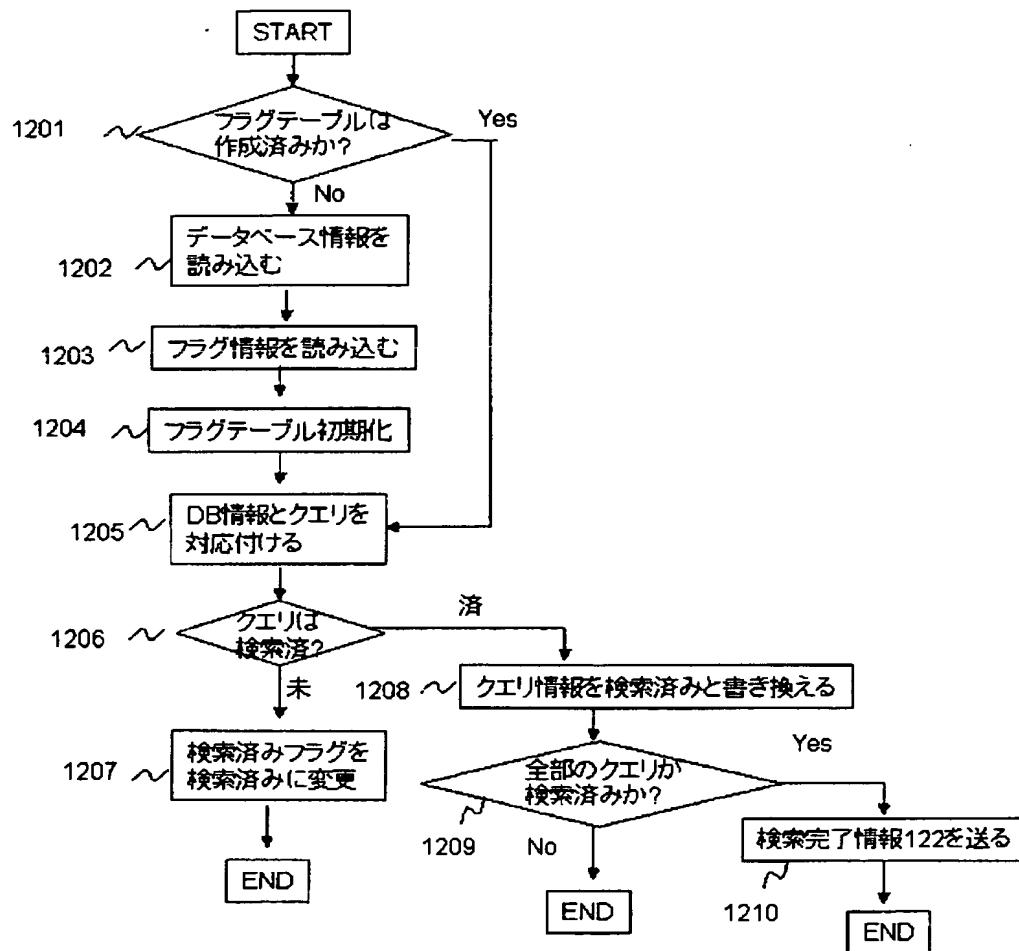 START
1201
フラグテーブルは
作成済みか?
Yes
No
1202
データベース情報を
読み込む
1203
フラグ情報を読み込む
1204
フラグテーブル初期化
1205
DB情報とクエリを
対応付ける
1206
クエリは
検索済?
済
未
1207
検索済みフラグを
検索済みに変更
END
1208
クエリ情報を検索済みと書き換える
1209
全部のクエリが
検索済みか?
Yes
No
END
1210
検索完了情報122を送る
END